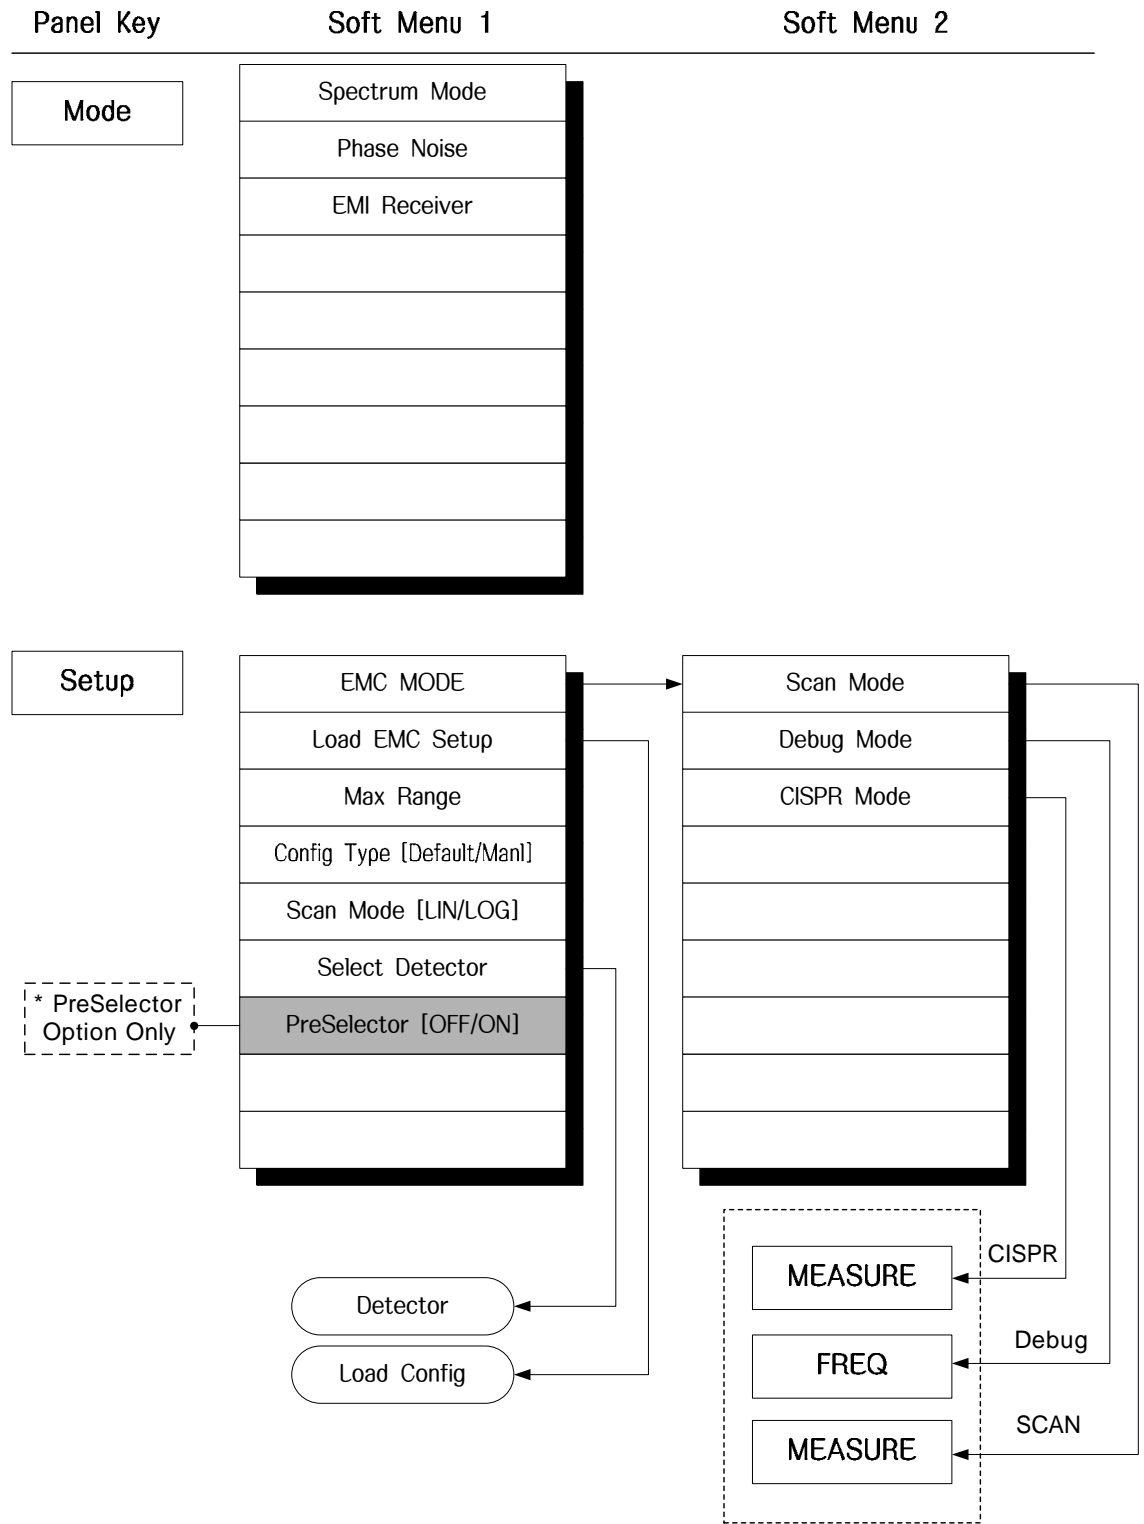 Panel Key
Soft Menu 1
Soft Menu 2
Mode
Spectrum Mode
Phase Noise
EMI Receiver
Setup
EMC MODE
Load EMC Setup
Max Range
Config Type [Default/Manl]
Scan Mode [LIN/LOG]
Select Detector
PreSelector [OFF/ON]
* PreSelector
Option Only
Scan Mode
Debug Mode
CISPR Mode
Detector
Load Config
MEASURE
CISPR
FREQ
Debug
MEASURE
SCAN